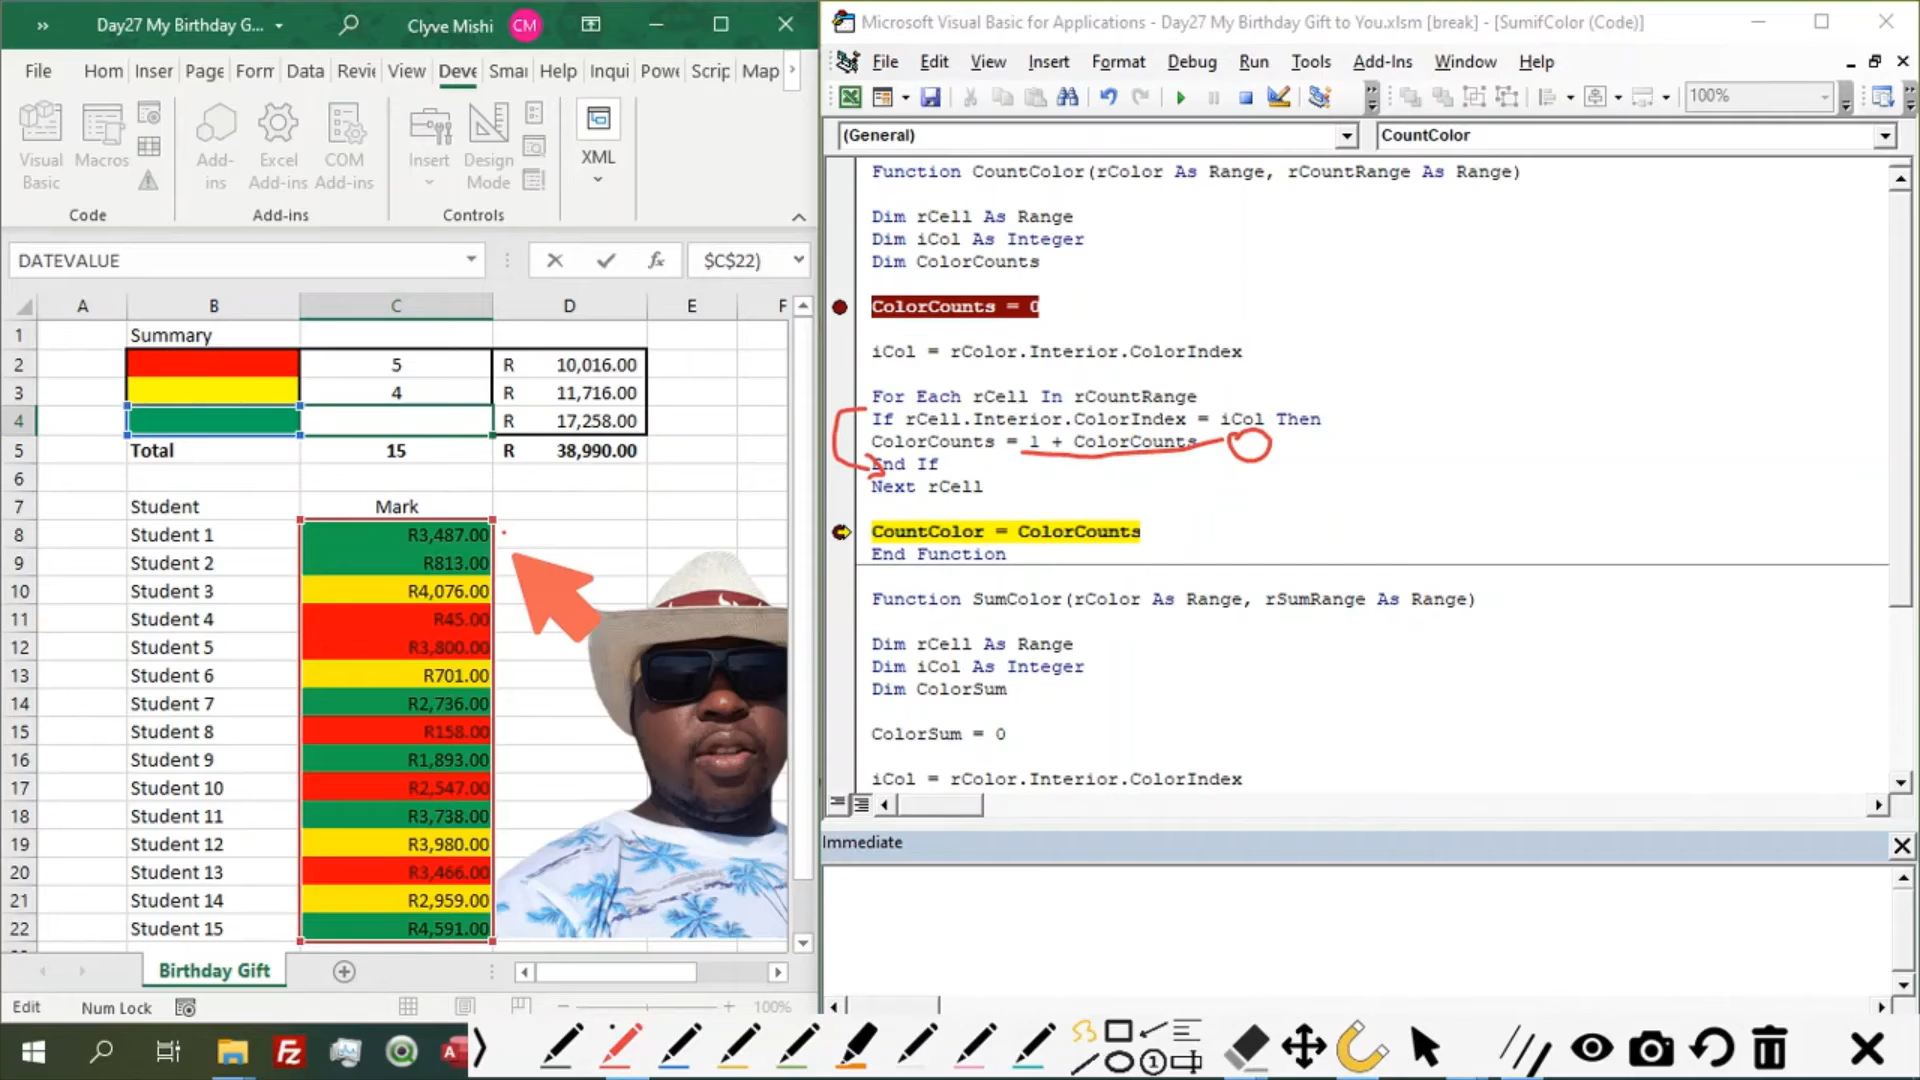 Day27 My Birthday G...
Clyve Mishi
CM
File
Hom
Inser
Page
Form
Data
Revie
View
Deve
Smar
Help
Inqui
Powe
Scrip
Map
Visual Basic
Macros
Add-ins
Excel Add-ins
COM Add-ins
Insert
Design Mode
XML
Code
Add-ins
Controls
DATEVALUE
fx
$C$22)
A B C D E F
1 Summary
2 5 R 10,016.00
3 4 R 11,716.00
4 R 17,258.00
5 Total 15 R 38,990.00
6
7 Student Mark
8 Student 1 R3,487.00
9 Student 2 R813.00
10 Student 3 R4,076.00
11 Student 4 R45.00
12 Student 5 R3,800.00
13 Student 6 R701.00
14 Student 7 R2,736.00
15 Student 8 R158.00
16 Student 9 R1,893.00
17 Student 10 R2,547.00
18 Student 11 R3,738.00
19 Student 12 R3,980.00
20 Student 13 R3,466.00
21 Student 14 R2,959.00
22 Student 15 R4,591.00
Birthday Gift
Edit
Num Lock
100%
Microsoft Visual Basic for Applications - Day27 My Birthday Gift to You.xlsm [break] - [SumifColor (Code)]
File Edit View Insert Format Debug Run Tools Add-Ins Window Help
100%
(General)
CountColor
Function CountColor(rColor As Range, rCountRange As Range)
Dim rCell As Range
Dim iCol As Integer
Dim ColorCounts
ColorCounts = 0
iCol = rColor.Interior.ColorIndex
For Each rCell In rCountRange
If rCell.Interior.ColorIndex = iCol Then
ColorCounts = 1 + ColorCounts
End If
Next rCell
CountColor = ColorCounts
End Function
Function SumColor(rColor As Range, rSumRange As Range)
Dim rCell As Range
Dim iCol As Integer
Dim ColorSum
ColorSum = 0
iCol = rColor.Interior.ColorIndex
Immediate